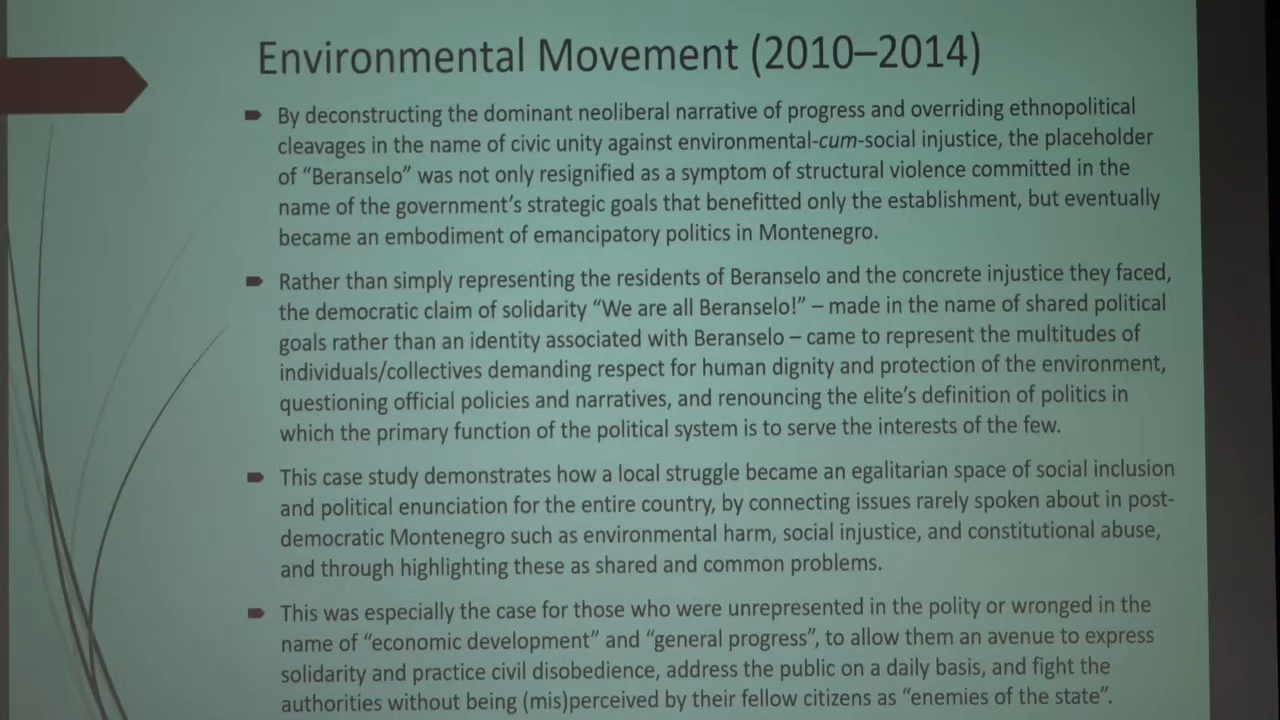 Environmental Movement (2010–2014)
By deconstructing the dominant neoliberal narrative of progress and overriding ethnopolitical
cleavages in the name of civic unity against environmental-cum-social injustice, the placeholder
of “Beranselo” was not only resignified as a symptom of structural violence committed in the
name of the government’s strategic goals that benefitted only the establishment, but eventually
became an embodiment of emancipatory politics in Montenegro.
Rather than simply representing the residents of Beranselo and the concrete injustice they faced,
the democratic claim of solidarity “We are all Beranselo!” – made in the name of shared political
goals rather than an identity associated with Beranselo – came to represent the multitudes of
individuals/collectives demanding respect for human dignity and protection of the environment,
questioning official policies and narratives, and renouncing the elite’s definition of politics in
which the primary function of the political system is to serve the interests of the few.
This case study demonstrates how a local struggle became an egalitarian space of social inclusion
and political enunciation for the entire country, by connecting issues rarely spoken about in post-
democratic Montenegro such as environmental harm, social injustice, and constitutional abuse,
and through highlighting these as shared and common problems.
This was especially the case for those who were unrepresented in the polity or wronged in the
name of “economic development” and “general progress”, to allow them an avenue to express
solidarity and practice civil disobedience, address the public on a daily basis, and fight the
authorities without being (mis)perceived by their fellow citizens as “enemies of the state”.